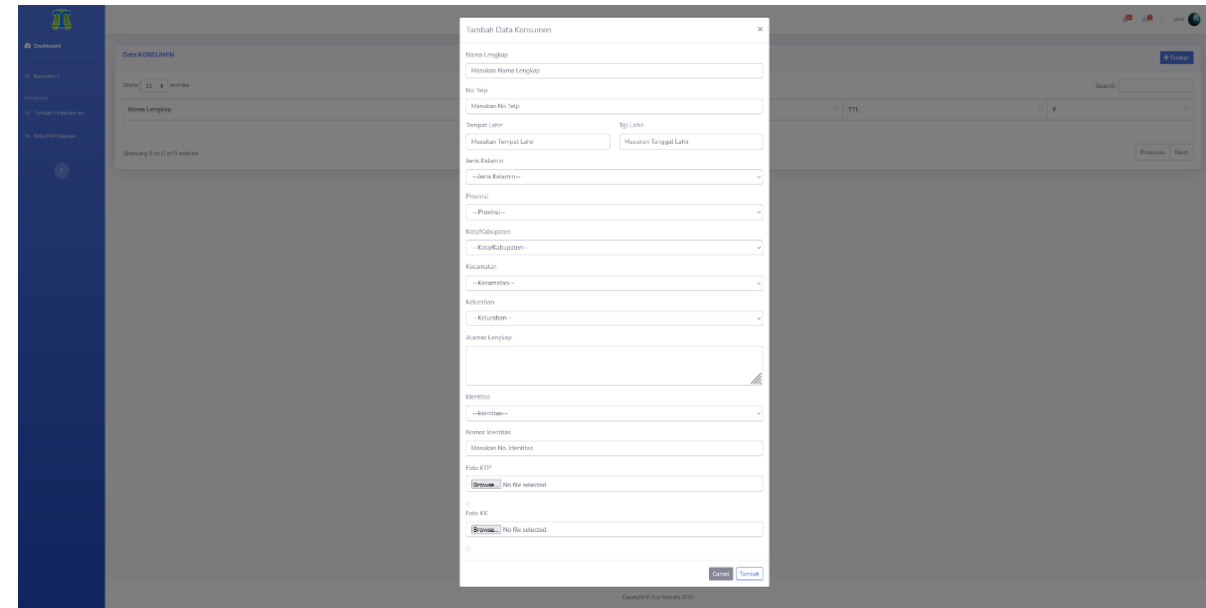 Tambah Data Konsumen ×
Dashboard
Data KONSUMEN
+ Tambah
Nama Lengkap
Masukan Nama Lengkap
Show 10 entries
Search:
No Telp
Masukan No Telp
Nama Lengkap
TTL
#
Tempat Lahir
Tgl Lahir
Masukan Tempat Lahir
Masukan Tanggal Lahir
Showing 0 to 0 of 0 entries
Previous Next
Jenis Kelamin
--Jenis Kelamin--
Provinsi
--Provinsi--
Kota/Kabupaten
--Kota/Kabupaten--
Kecamatan
--Kecamatan--
Kelurahan
--Kelurahan--
Alamat Lengkap
Identitas
--Identitas--
Nomor Identitas
Masukan No. Identitas
Foto KTP
Browse... No file selected.
Foto KK
Browse... No file selected.
Cancel Tambah
Copyright © Your Website 2020